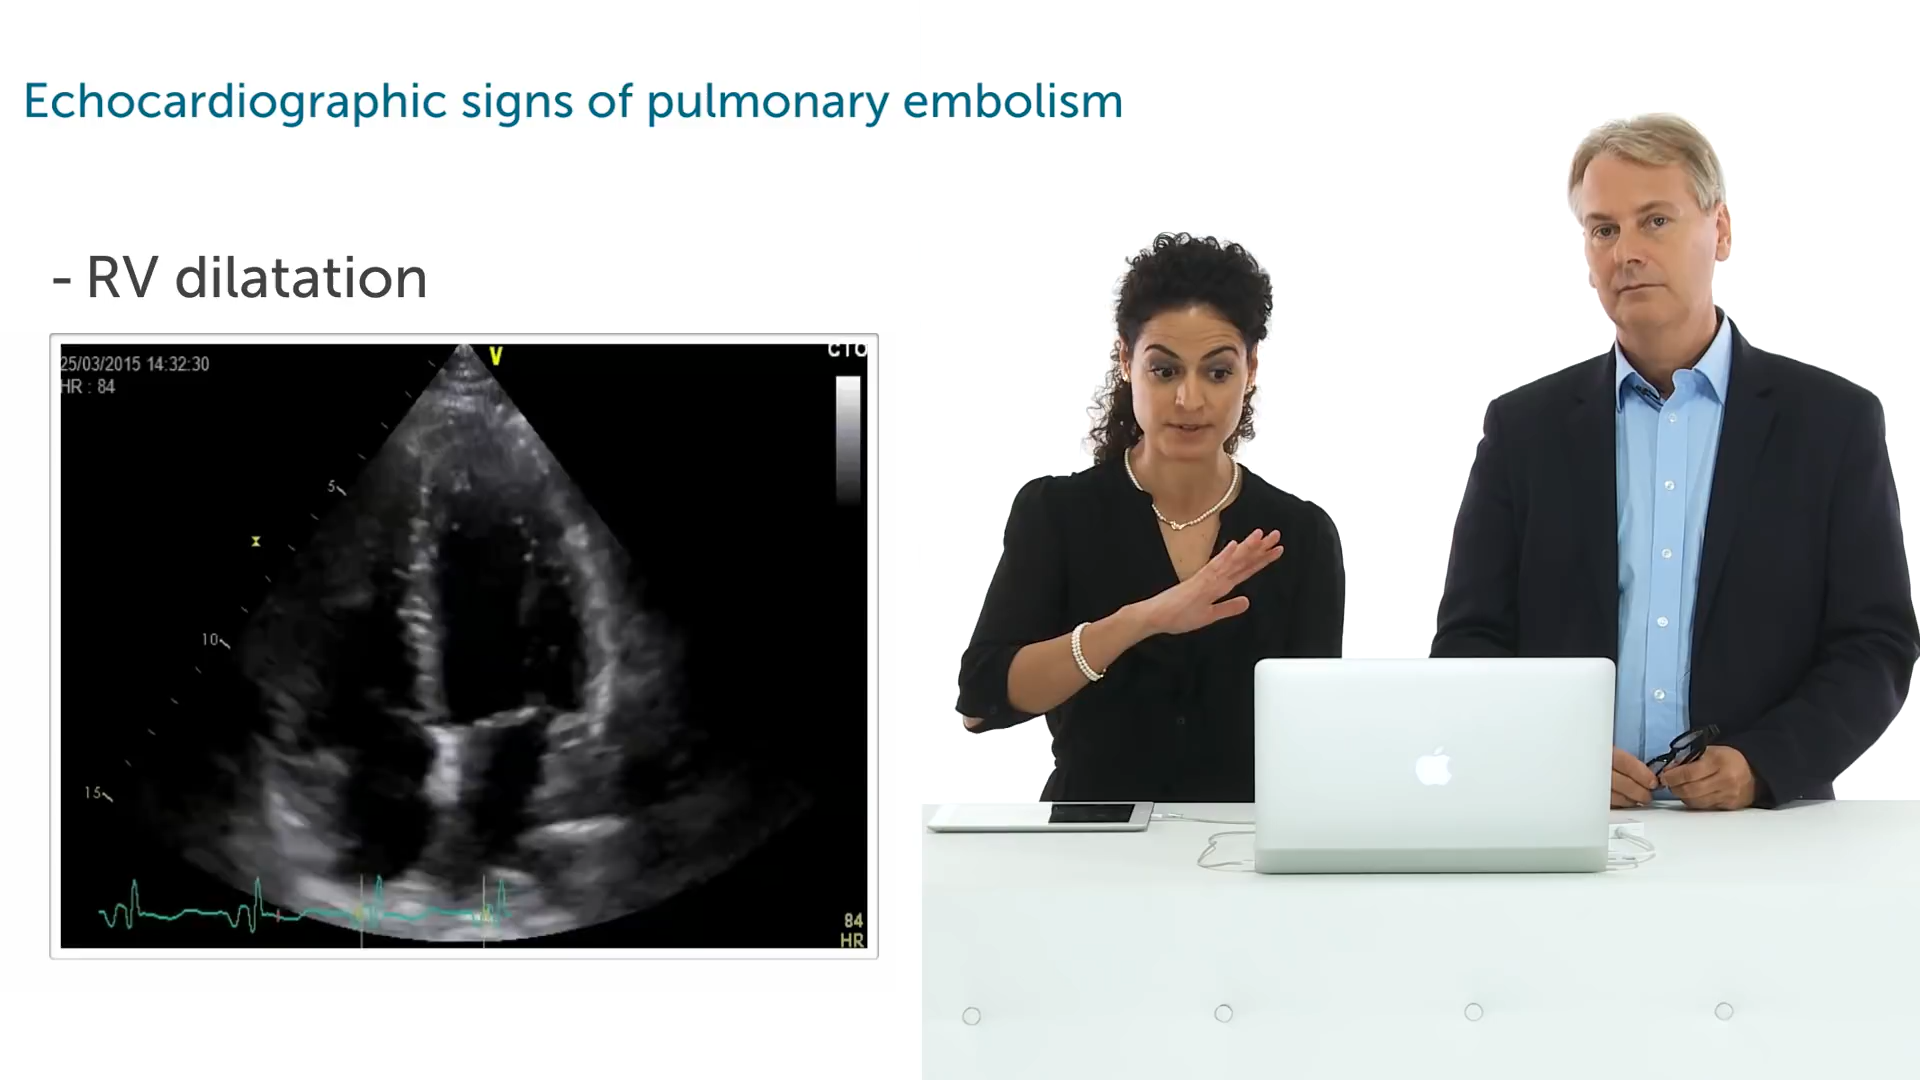 Echocardiographic signs of pulmonary embolism
- RV dilatation
25/03/2015 14:32:30
HR : 84
V
5
10
15
84
HR